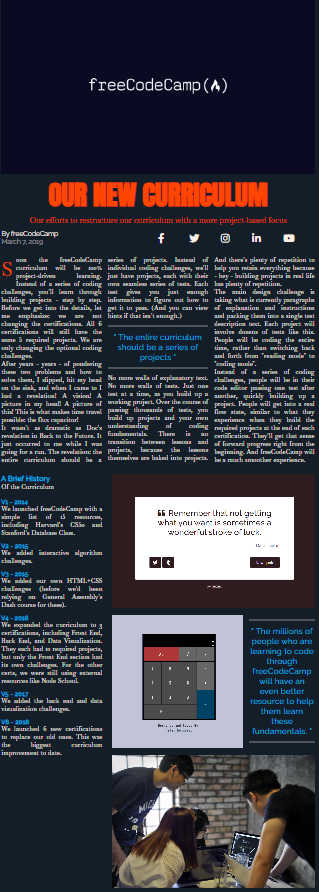 freeCodeCamp(🔥)
OUR NEW CURRICULUM
Our efforts to restructure our curriculum with a more project-based focus
By freeCodeCamp
March 7, 2019
Soon the freeCodeCamp
curriculum will be 100%
project-driven learning.
Instead of a series of coding
challenges, you'll learn through
building projects - step by step.
Before we get into the details, let
me emphasize: we are not
changing the certifications. All 6
certifications will still have the
same 5 required projects. We are
only changing the optional coding
challenges.
After years - years - of pondering
these two problems and how to
solve them, I slipped, hit my head
on the sink, and when I came to I
had a revelation! A vision! A
picture in my head! A picture of
this! This is what makes time travel
possible: the flux capacitor!
It wasn't as dramatic as Doc's
revelation in Back to the Future. It
just occurred to me while I was
going for a run. The revelation: the
entire curriculum should be a
series of projects. Instead of
individual coding challenges, we'll
just have projects, each with their
own seamless series of tests. Each
test gives you just enough
information to figure out how to
get it to pass. (And you can view
hints if that isn't enough.)
" The entire curriculum
should be a series of
projects "
No more walls of explanatory text.
No more walls of tests. Just one
test at a time, as you build up a
working project. Over the course of
passing thousands of tests, you
build up projects and your own
understanding of coding
fundamentals. There is no
transition between lessons and
projects, because the lessons
themselves are baked into projects.
And there's plenty of repetition to
help you retain everything because
- hey - building projects in real life
has plenty of repetition.
The main design challenge is
taking what is currently paragraphs
of explanation and instructions
and packing them into a single test
description text. Each project will
involve dozens of tests like this.
People will be coding the entire
time, rather than switching back
and forth from "reading mode" to
"coding mode".
Instead of a series of coding
challenges, people will be in their
code editor passing one test after
another, quickly building up a
project. People will get into a real
flow state, similar to what they
experience when they build the
required projects at the end of each
certification. They'll get that sense
of forward progress right from the
beginning. And freeCodeCamp will
be a much smoother experience.
A Brief History
Of the Curriculum
V1 - 2014
We launched freeCodeCamp with a
simple list of 15 resources,
including Harvard's CS50 and
Stanford's Database Class.
V2 - 2015
We added interactive algorithm
challenges.
V3 - 2015
We added our own HTML+CSS
challenges (before we'd been
relying on General Assembly's
Dash course for these).
V4 - 2016
We expanded the curriculum to 3
certifications, including Front End,
Back End, and Data Visualization.
They each had 10 required projects,
but only the Front End section had
its own challenges. For the other
certs, we were still using external
resources like Node School.
V5 - 2017
We added the back end and data
visualization challenges.
V6 - 2018
We launched 6 new certifications
to replace our old ones. This was
the biggest curriculum
improvement to date.
❝ Remember that not getting
what you want is sometimes a
wonderful stroke of luck.
" The millions of
people who are
learning to code
through
freeCodeCamp
will have an
even better
resource to help
them learn
these
fundamentals. "